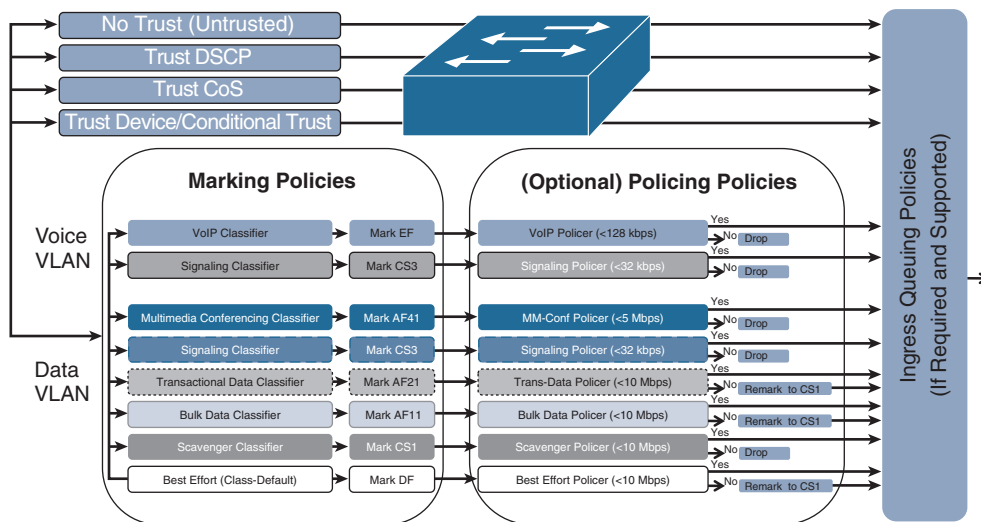 No Trust (Untrusted)
Trust DSCP
Trust CoS
Trust Device/Conditional Trust
Marking Policies
(Optional) Policing Policies
Voice
VLAN
VoIP Classifier
Mark EF
VoIP Policer (<128 kbps)
Yes
No
Drop
Signaling Classifier
Mark CS3
Signaling Policer (<32 kbps)
Yes
No
Drop
Data
VLAN
Multimedia Conferencing Classifier
Mark AF41
MM-Conf Policer (<5 Mbps)
Yes
No
Drop
Signaling Classifier
Mark CS3
Signaling Policer (<32 kbps)
Yes
No
Drop
Transactional Data Classifier
Mark AF21
Trans-Data Policer (<10 Mbps)
Yes
No
Remark to CS1
Bulk Data Classifier
Mark AF11
Bulk Data Policer (<10 Mbps)
Yes
No
Remark to CS1
Scavenger Classifier
Mark CS1
Scavenger Policer (<10 Mbps)
Yes
No
Drop
Best Effort (Class-Default)
Mark DF
Best Effort Policer (<10 Mbps)
Yes
No
Remark to CS1
Ingress Queuing Policies
(If Required and Supported)